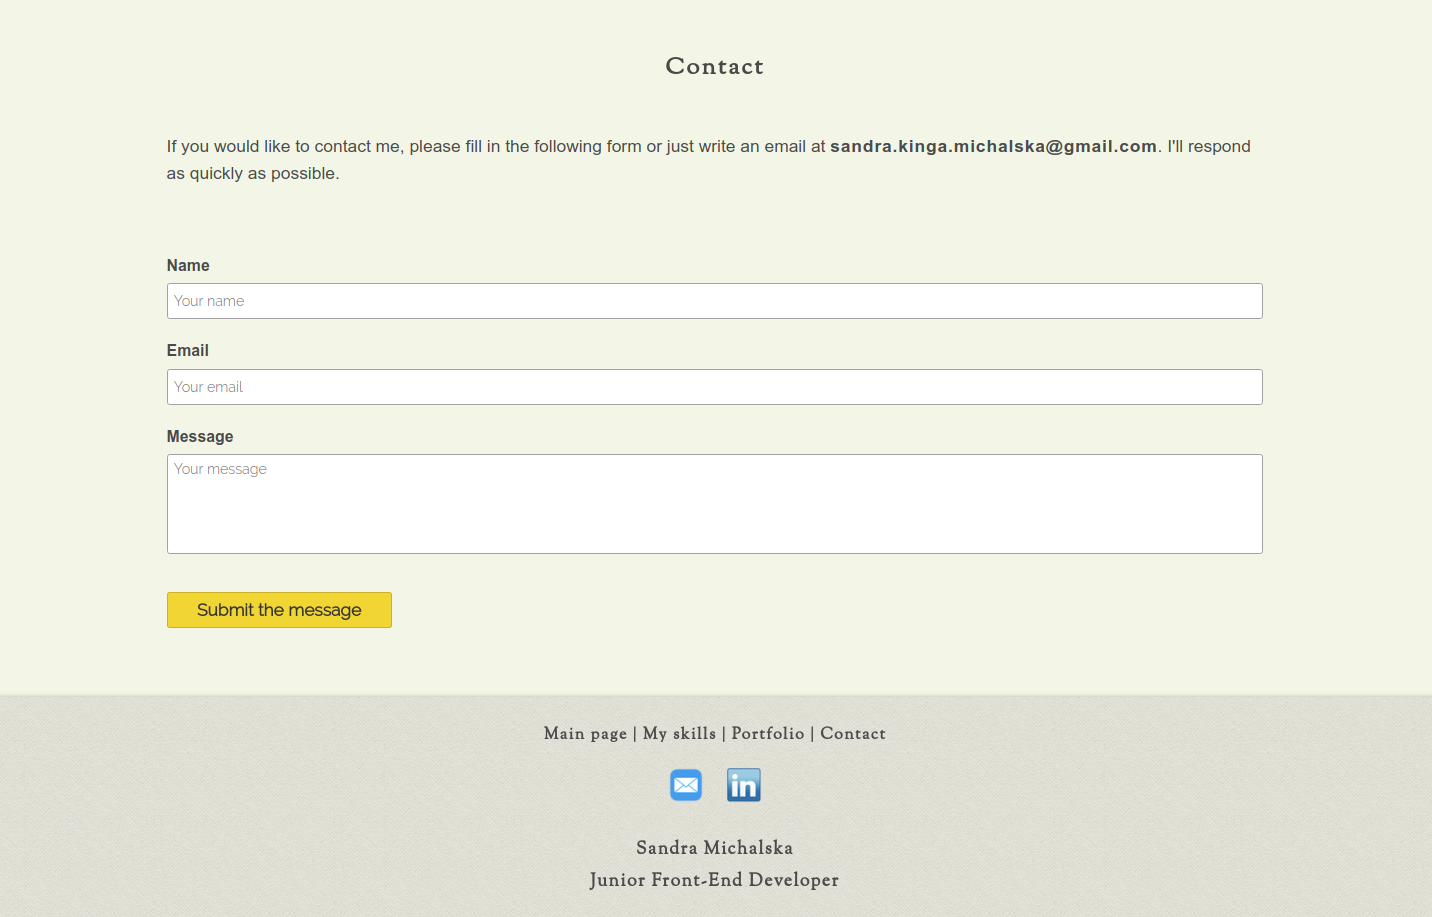 Contact
If you would like to contact me, please fill in the following form or just write an email at sandra.kinga.michalska@gmail.com. I'll respond
as quickly as possible.
Name
Your name
Email
Your email
Message
Your message
Submit the message
Main page | My skills | Portfolio | Contact
in
Sandra Michalska
Junior Front-End Developer